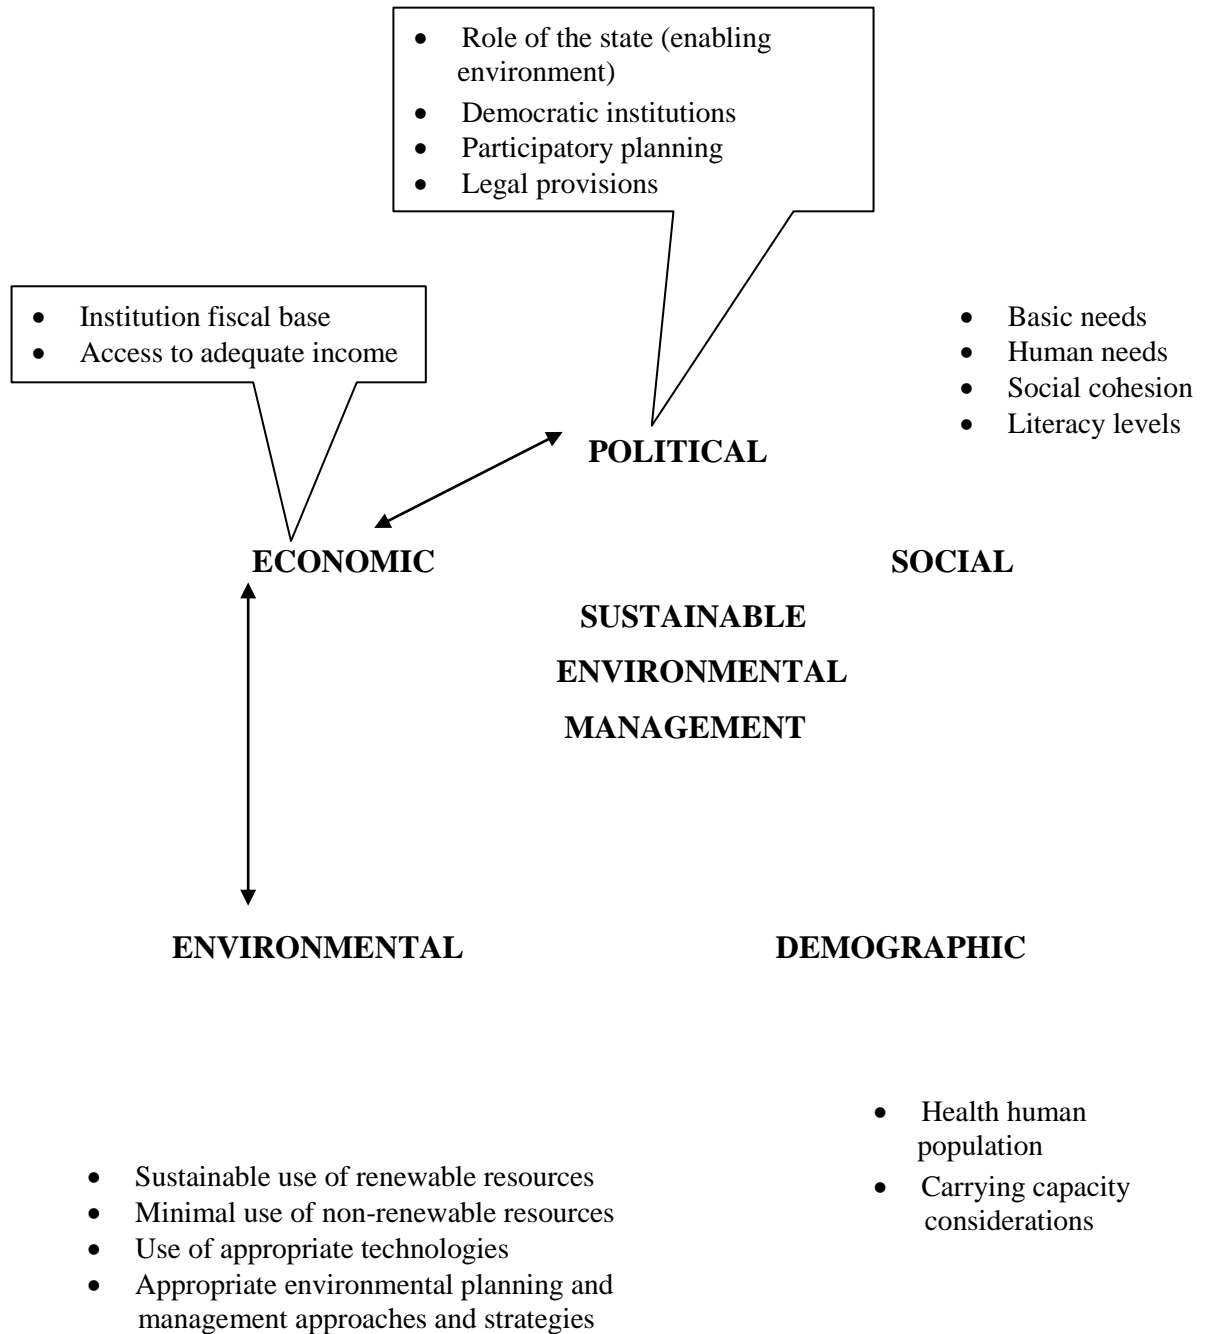 • Role of the state (enabling
environment)
• Democratic institutions
• Participatory planning
• Legal provisions
• Institution fiscal base
• Access to adequate income
• Basic needs
• Human needs
• Social cohesion
• Literacy levels
POLITICAL
ECONOMIC
SOCIAL
SUSTAINABLE
ENVIRONMENTAL
MANAGEMENT
ENVIRONMENTAL
DEMOGRAPHIC
• Health human
population
• Carrying capacity
considerations
• Sustainable use of renewable resources
• Minimal use of non-renewable resources
• Use of appropriate technologies
• Appropriate environmental planning and
management approaches and strategies